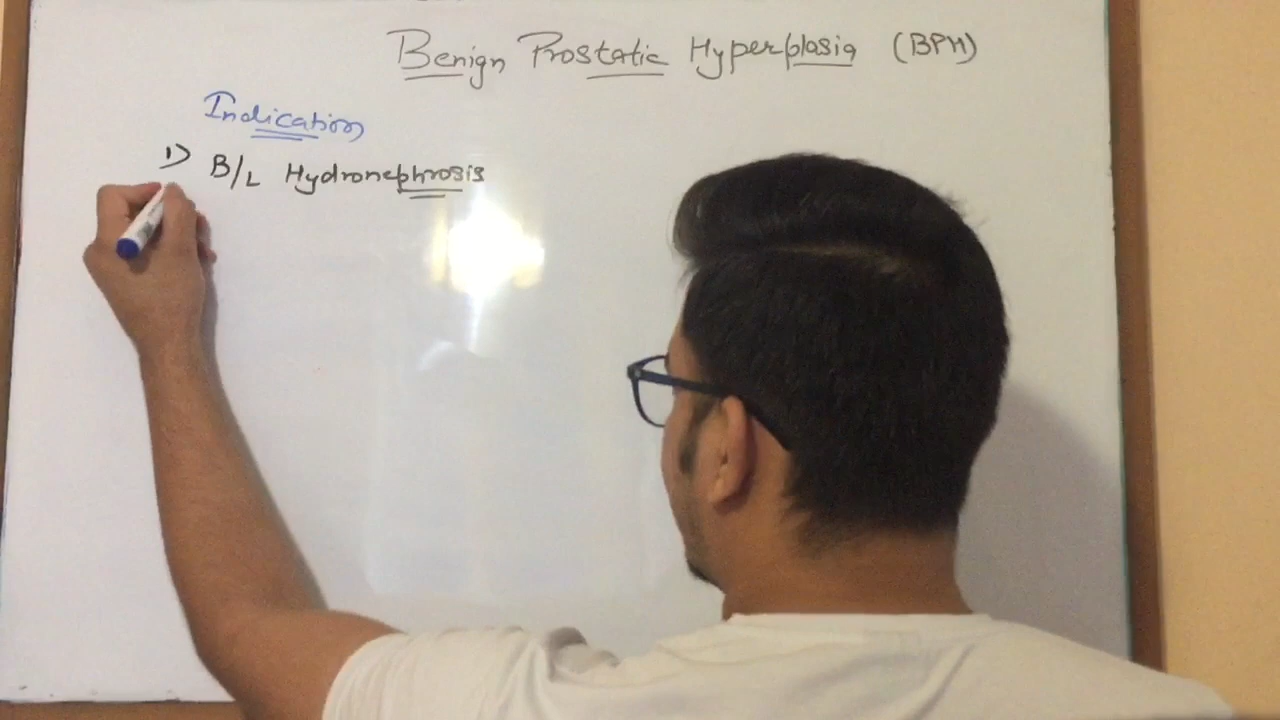 Benign Prostatic Hyperplasia (BPH)
Indication
1) B/L Hydronephrosis